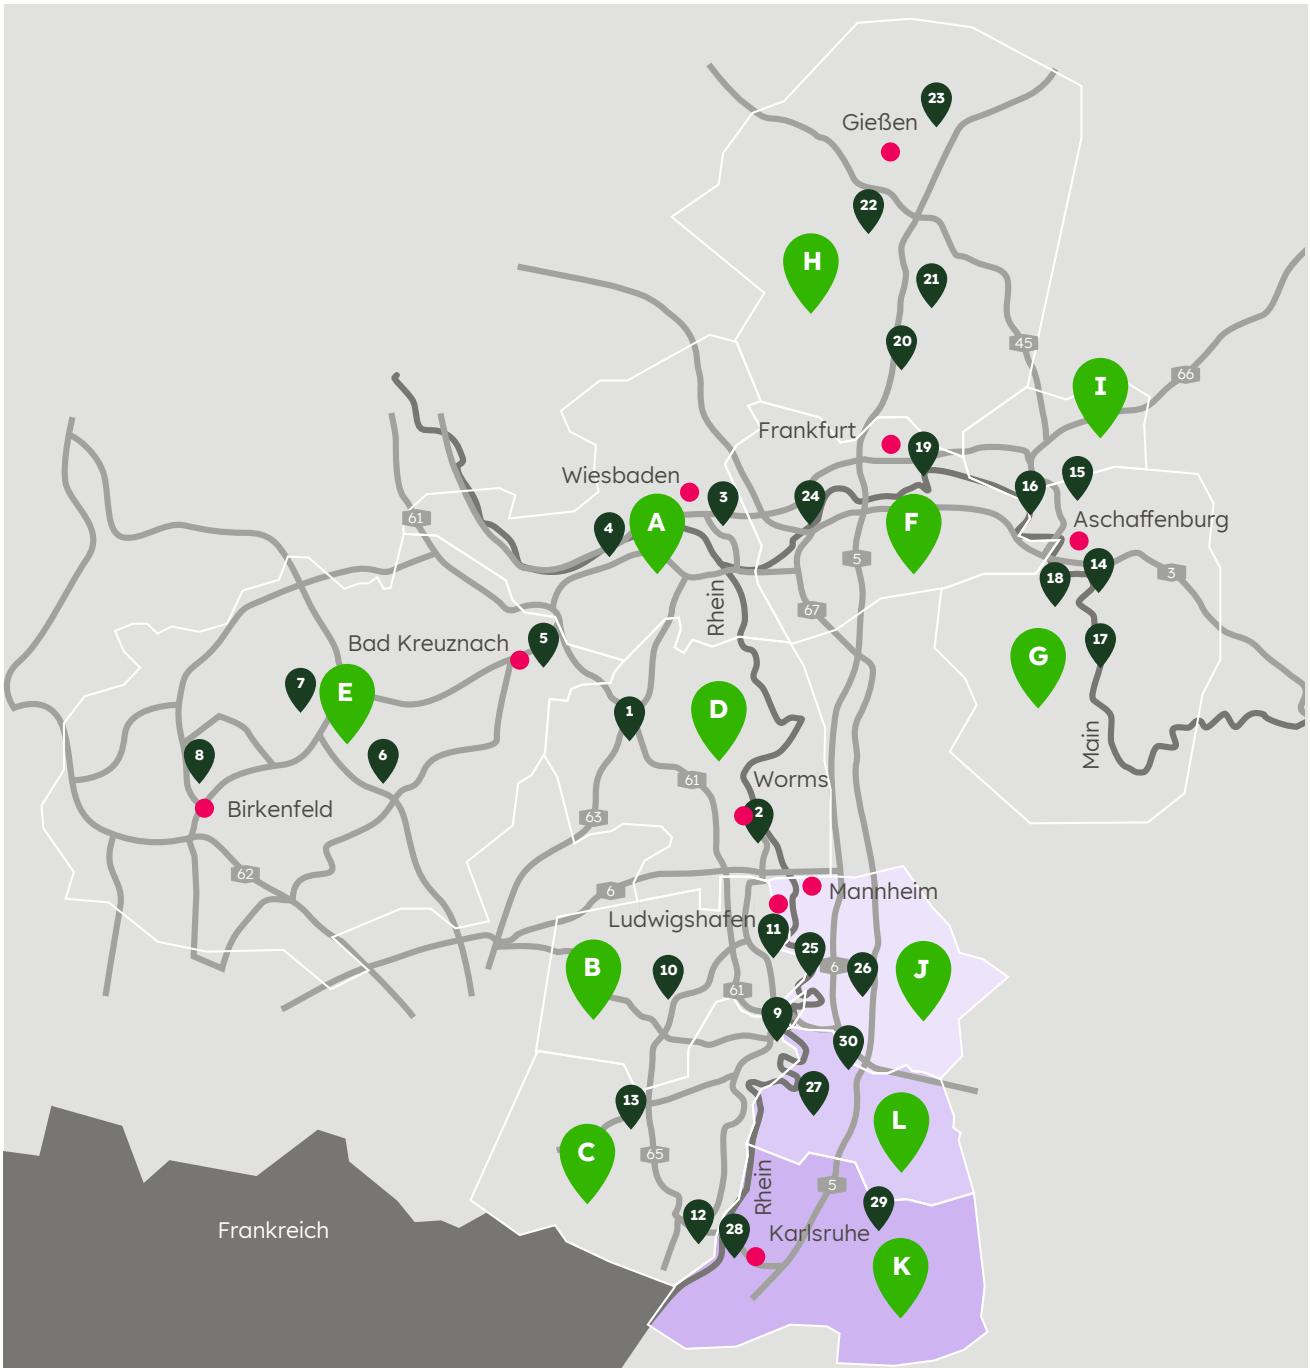 23
Gießen
22
H
21
20
45
66
I
Frankfurt
19
Wiesbaden
3
24
16
15
61
4
A
F
Aschaffenburg
5
14
3
18
Rhein
67
Bad Kreuznach
5
17
G
7
E
1
D
Main
8
6
61
Worms
Birkenfeld
2
63
62
6
Mannheim
Ludwigshafen
11
25
B
10
6
26
J
61
9
30
27
13
L
C
65
Rhein
5
29
12
28
Karlsruhe
Frankreich
K